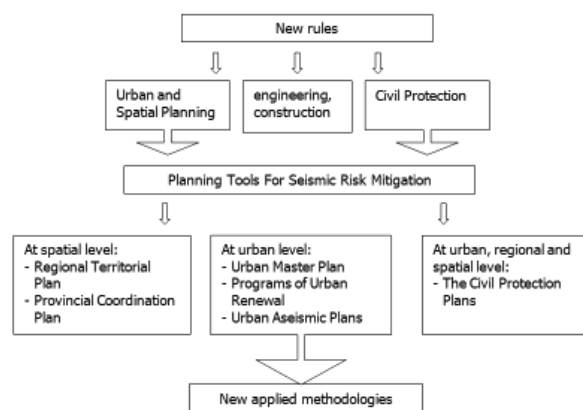 New rules
Urban and
Spatial Planning
engineering,
construction
Civil Protection
Planning Tools For Seismic Risk Mitigation
At spatial level:
- Regional Territorial
Plan
- Provincial Coordination
Plan
At urban level:
- Urban Master Plan
- Programs of Urban
Renewal
- Urban Aseismic Plans
At urban, regional and
spatial level:
- The Civil Protection
Plans
New applied methodologies